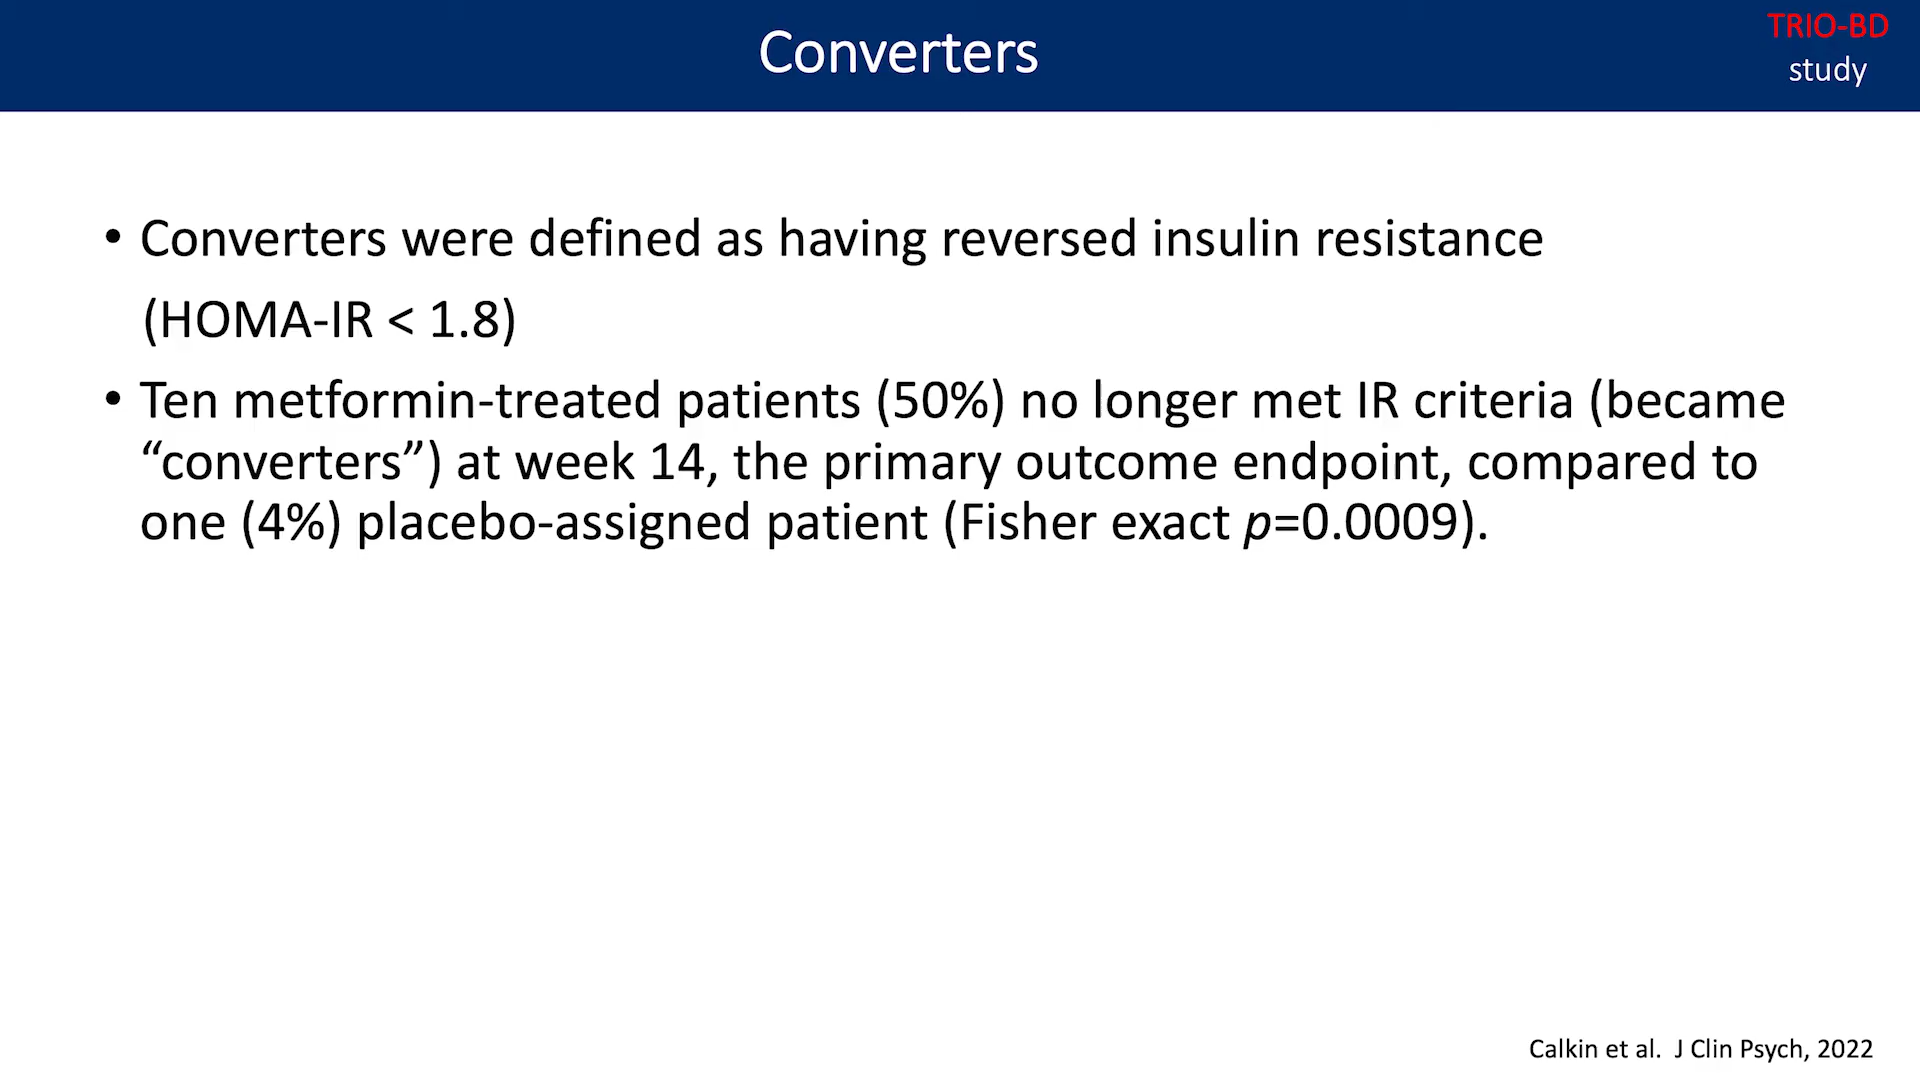 Converters
TRIO-BD
study
• Converters were defined as having reversed insulin resistance
(HOMA-IR < 1.8)
• Ten metformin-treated patients (50%) no longer met IR criteria (became
“converters”) at week 14, the primary outcome endpoint, compared to
one (4%) placebo-assigned patient (Fisher exact p=0.0009).
Calkin et al. J Clin Psych, 2022